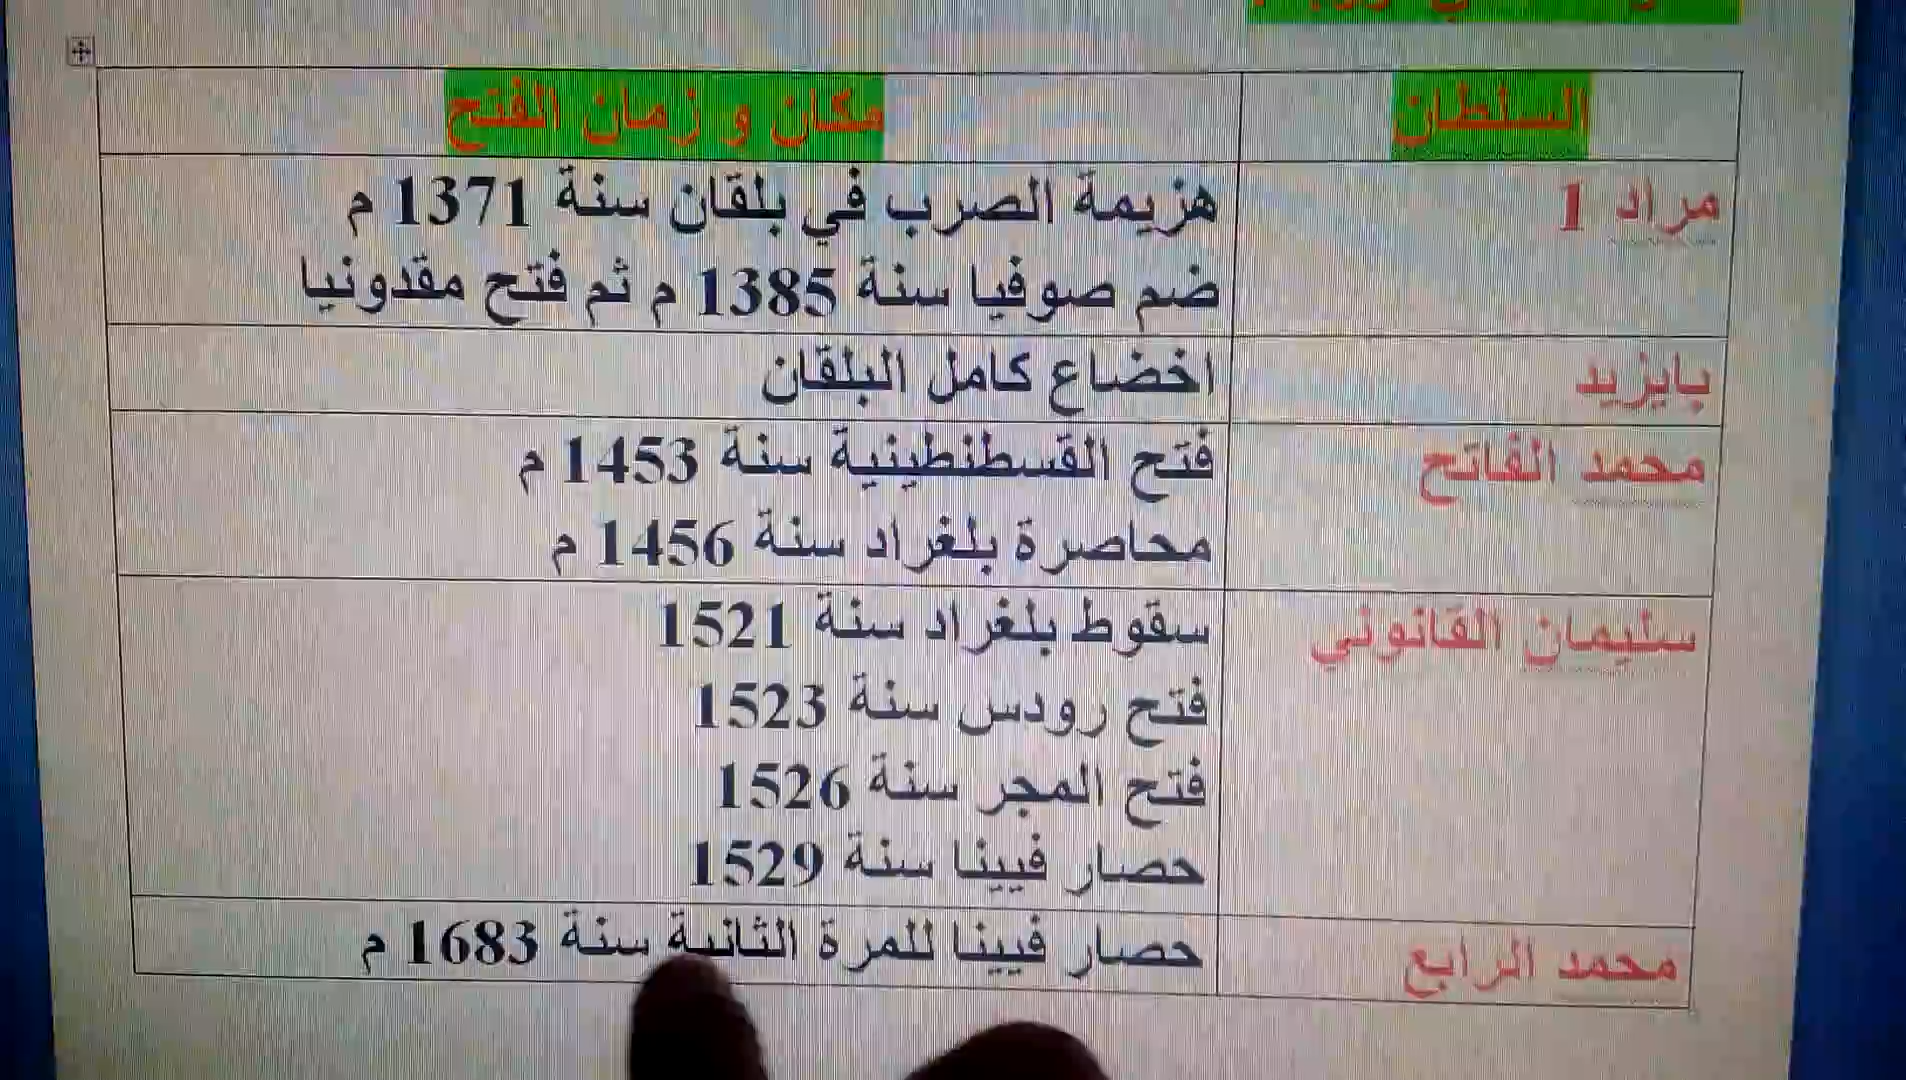 السلطان
مكان و زمان الفتح
مراد 1
هزيمة الصرب في بلقان سنة 1371 م
ضم صوفيا سنة 1385 م ثم فتح مقدونيا
بايزيد
اخضاع كامل البلقان
محمد الفاتح
فتح القسطنطينية سنة 1453 م
محاصرة بلغراد سنة 1456 م
سليمان القانوني
سقوط بلغراد سنة 1521
فتح رودس سنة 1523
فتح المجر سنة 1526
حصار فيينا سنة 1529
محمد الرابع
حصار فيينا للمرة الثانية سنة 1683 م